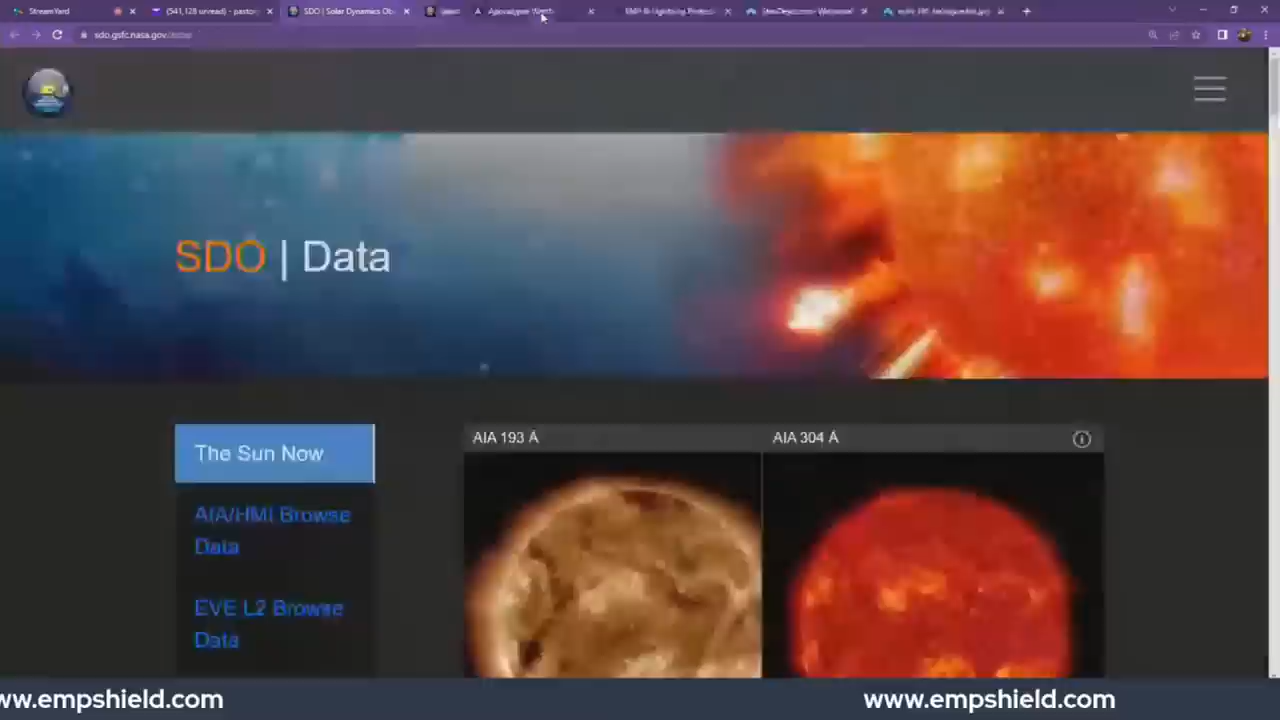 StreamYard
(541,128 unread) - pastor
SDO | Solar Dynamics Ob
sdo.gsfc.nasa.gov/data
SDO | Data
The Sun Now
AIA/HMI Browse
Data
EVE L2 Browse
Data
AIA 193 Å
AIA 304 Å
ww.empshield.com
www.empshield.com